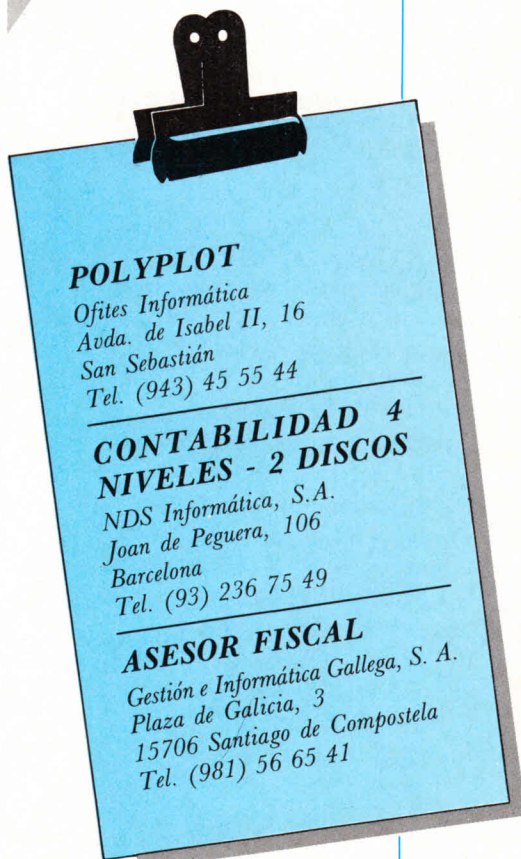 POLYPLOT
Ofites Informática
Avda. de Isabel II, 16
San Sebastián
Tel. (943) 45 55 44
CONTABILIDAD 4
NIVELES - 2 DISCOS
NDS Informática, S.A.
Joan de Peguera, 106
Barcelona
Tel. (93) 236 75 49
ASESOR FISCAL
Gestión e Informática Gallega, S. A.
Plaza de Galicia, 3
15706 Santiago de Compostela
Tel. (981) 56 65 41